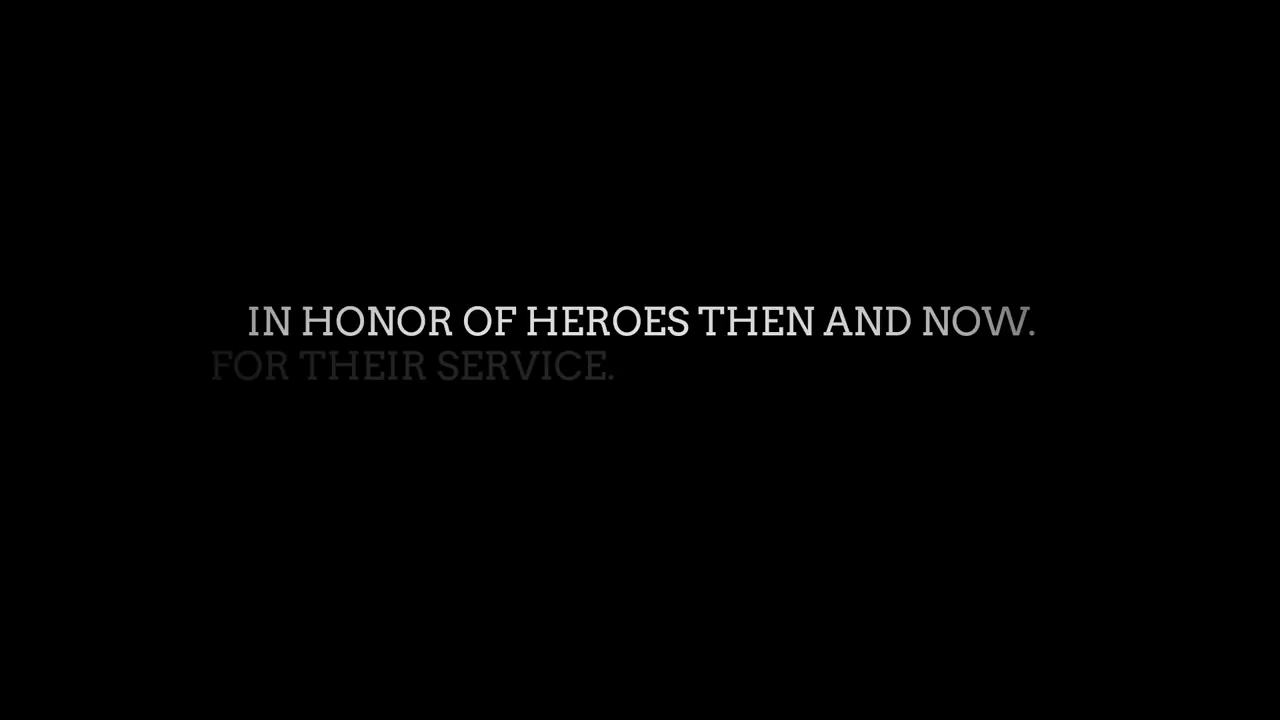 IN HONOR OF HEROES THEN AND NOW.
FOR THEIR SERVICE.